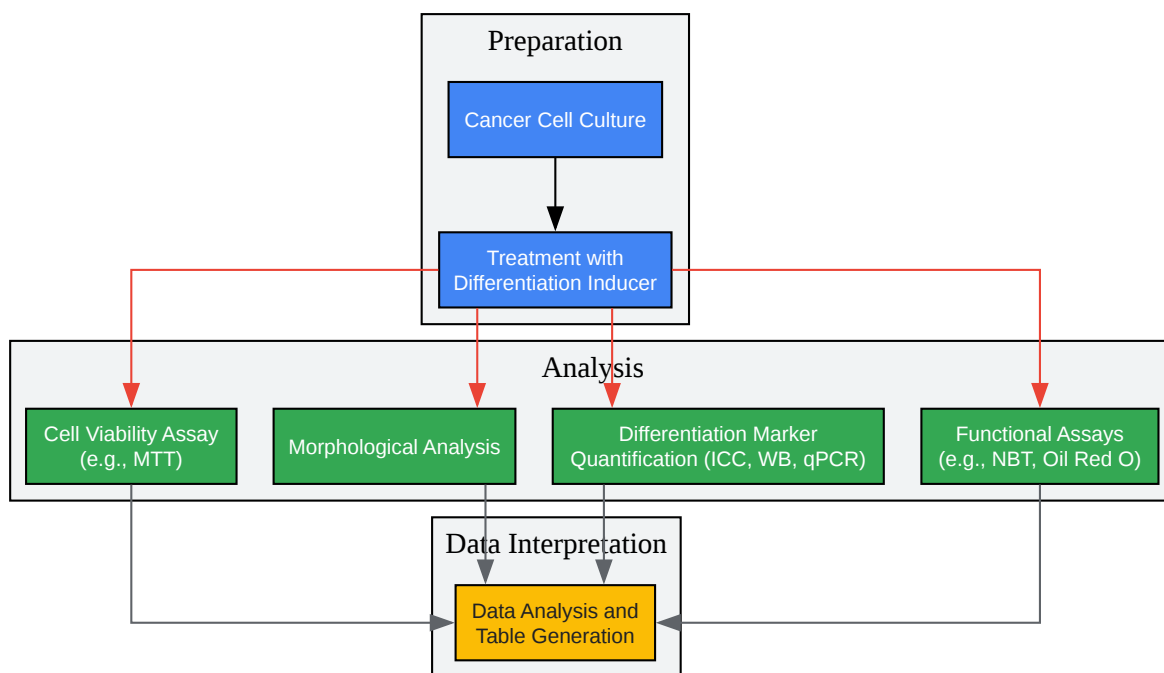 Preparation
Cancer Cell Culture
Treatment with
Differentiation Inducer
Analysis
Cell Viability Assay
(e.g., MTT)
Morphological Analysis
Differentiation Marker
Quantification (ICC, WB, qPCR)
Functional Assays
(e.g., NBT, Oil Red O)
Data Interpretation
Data Analysis and
Table Generation